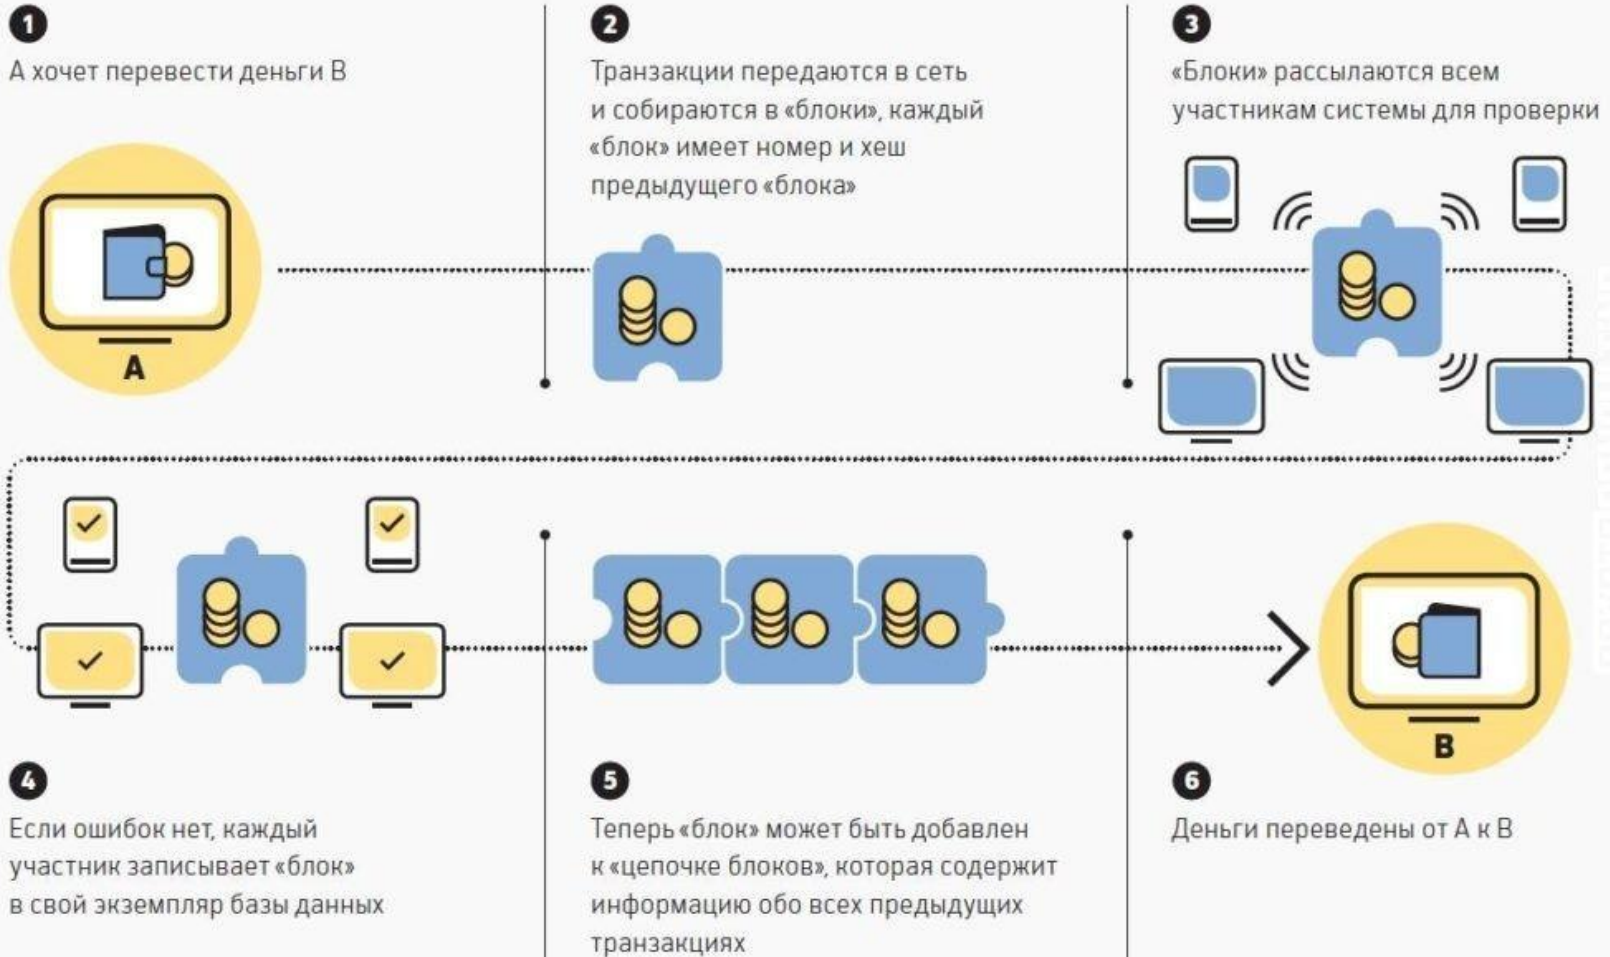 1
А хочет перевести деньги В
2
Транзакции передаются в сеть
и собираются в «блоки», каждый
«блок» имеет номер и хеш
предыдущего «блока»
3
«Блоки» рассылаются всем
участникам системы для проверки
А
В
4
Если ошибок нет, каждый
участник записывает «блок»
в свой экземпляр базы данных
5
Теперь «блок» может быть добавлен
к «цепочке блоков», которая содержит
информацию обо всех предыдущих
транзакциях
6
Деньги переведены от А к В